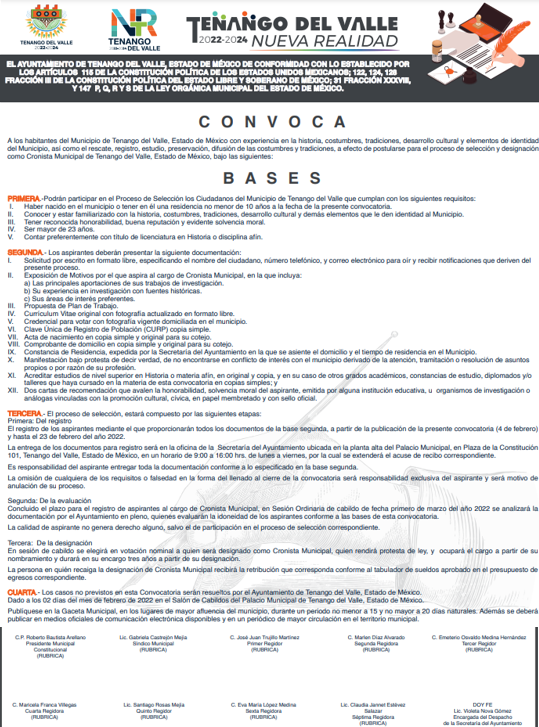 TENANGO DEL VALLE
2022-2024
TENANGO
DEL VALLE
TENANGO DEL VALLE
2022-2024 NUEVA REALIDAD
EL AYUNTAMIENTO DE TENANGO DEL VALLE, ESTADO DE MÉXICO DE CONFORMIDAD CON LO ESTABLECIDO POR
LOS ARTÍCULOS 115 DE LA CONSTITUCIÓN POLÍTICA DE LOS ESTADOS UNIDOS MEXICANOS; 122, 124, 128
FRACCIÓN III DE LA CONSTITUCIÓN POLÍTICA DEL ESTADO LIBRE Y SOBERANO DE MÉXICO; 31 FRACCIÓN XXXVIII,
Y 147 P, Q, R Y S DE LA LEY ORGÁNICA MUNICIPAL DEL ESTADO DE MÉXICO.
CONVOCA
A los habitantes del Municipio de Tenango del Valle, Estado de México con experiencia en la historia, costumbres, tradiciones, desarrollo cultural y elementos de identidad
del Municipio, así como el rescate, registro, estudio, preservación, difusión de las costumbres y tradiciones, a efecto de postularse para el proceso de selección y designación
como Cronista Municipal de Tenango del Valle, Estado de México, bajo las siguientes:
BASES
PRIMERA.-Podrán participar en el Proceso de Selección los Ciudadanos del Municipio de Tenango del Valle que cumplan con los siguientes requisitos:
I. Haber nacido en el municipio o tener en él una residencia no menor de 10 años a la fecha de la presente convocatoria.
II. Conocer y estar familiarizado con la historia, costumbres, tradiciones, desarrollo cultural y demás elementos que le den identidad al Municipio.
III. Tener reconocida honorabilidad, buena reputación y evidente solvencia moral.
IV. Ser mayor de 23 años.
V. Contar preferentemente con título de licenciatura en Historia o disciplina afín.
SEGUNDA.- Los aspirantes deberán presentar la siguiente documentación:
I. Solicitud por escrito en formato libre, especificando el nombre del ciudadano, número telefónico, y correo electrónico para oír y recibir notificaciones que deriven del
presente proceso.
II. Exposición de Motivos por el que aspira al cargo de Cronista Municipal, en la que incluya:
a) Las principales aportaciones de sus trabajos de investigación.
b) Su experiencia en investigación con fuentes históricas.
c) Sus áreas de interés preferentes.
III. Propuesta de Plan de Trabajo.
IV. Currículum Vitae original con fotografía actualizado en formato libre.
V. Credencial para votar con fotografía vigente domiciliada en el municipio.
VI. Clave Única de Registro de Población (CURP) copia simple.
VII. Acta de nacimiento en copia simple y original para su cotejo.
VIII. Comprobante de domicilio en copia simple y original para su cotejo.
IX. Constancia de Residencia, expedida por la Secretaría del Ayuntamiento en la que se asiente el domicilio y el tiempo de residencia en el Municipio.
X. Manifestación bajo protesta de decir verdad, de no encontrarse en conflicto de interés con el municipio derivado de la atención, tramitación o resolución de asuntos
propios o por razón de su profesión.
XI. Acreditar estudios de nivel superior en Historia o materia afín, en original y copia, y en su caso de otros grados académicos, constancias de estudio, diplomados y/o
talleres que haya cursado en la materia de esta convocatoria en copias simples; y
XII. Dos cartas de recomendación que avalen la honorabilidad, solvencia moral del aspirante, emitida por alguna institución educativa, u organismos de investigación o
análogas vinculadas con la promoción cultural, cívica, en papel membretado y con sello oficial.
TERCERA.- El proceso de selección, estará compuesto por las siguientes etapas:
Primera: Del registro
El registro de los aspirantes mediante el que proporcionarán todos los documentos de la base segunda, a partir de la publicación de la presente convocatoria (4 de febrero)
y hasta el 23 de febrero del año 2022.
La entrega de los documentos para registro será en la oficina de la Secretaría del Ayuntamiento ubicada en la planta alta del Palacio Municipal, en Plaza de la Constitución
101, Tenango del Valle, Estado de México, en un horario de 9:00 a 16:00 hrs. de lunes a viernes, por la cual se extenderá el acuse de recibo correspondiente.
Es responsabilidad del aspirante entregar toda la documentación conforme a lo especificado en la base segunda.
La omisión de cualquiera de los requisitos o falsedad en la forma del llenado al cierre de la convocatoria será responsabilidad exclusiva del aspirante y será motivo de
anulación de su proceso.
Segunda: De la evaluación
Concluido el plazo para el registro de aspirantes al cargo de Cronista Municipal, en Sesión Ordinaria de cabildo de fecha primero de marzo del año 2022 se analizará la
documentación por el Ayuntamiento en pleno, quienes evaluarán la idoneidad de los aspirantes conforme a las bases de esta convocatoria.
La calidad de aspirante no genera derecho alguno, salvo el de participación en el proceso de selección correspondiente.
Tercera: De la designación
En sesión de cabildo se elegirá en votación nominal a quien será designado como Cronista Municipal, quien rendirá protesta de ley, y ocupará el cargo a partir de su
nombramiento y durará en su encargo tres años a partir de su designación.
La persona en quién recaiga la designación de Cronista Municipal recibirá la retribución que corresponda conforme al tabulador de sueldos aprobado en el presupuesto de
egresos correspondiente.
CUARTA.- Los casos no previstos en esta Convocatoria serán resueltos por el Ayuntamiento de Tenango del Valle, Estado de México.
Dado a los 02 días del mes de febrero de 2022 en el Salón de Cabildos del Palacio Municipal de Tenango del Valle, Estado de México.
Publíquese en la Gaceta Municipal, en los lugares de mayor afluencia del municipio, durante un periodo no menor a 15 y no mayor a 20 días naturales. Además se deberá
publicar en medios oficiales de comunicación electrónica disponibles y en un periódico de mayor circulación en el territorio municipal.
C.P. Roberto Bautista Arellano
Presidente Municipal
Constitucional
(RUBRICA)
Lic. Gabriela Castrejón Mejía
Síndico Municipal
(RUBRICA)
C. José Juan Trujillo Martínez
Primer Regidor
(RUBRICA)
C. Marlen Díaz Alvarado
Segunda Regidora
(RUBRICA)
C. Emeterio Osvaldo Medina Hernández
Tercer Regidor
(RUBRICA)
C. Maricela Franca Villegas
Cuarta Regidora
(RUBRICA)
Lic. Santiago Rosas Mejía
Quinto Regidor
(RUBRICA)
C. Eva María López Medina
Sexta Regidora
(RUBRICA)
Lic. Claudia Jannet Estévez
Salazar
Séptima Regidora
(RUBRICA)
DOY FE
Lic. Violeta Nova Gómez
Encargada del Despacho
de la Secretaría del Ayuntamiento